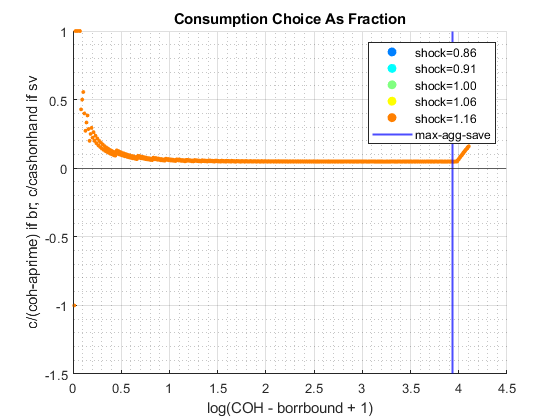 Consumption Choice As Fraction
c/(coh-aprime) if br; c/cashonhand if sv
1
0.5
0
-0.5
-1
-1.5
shock=0.86
shock=0.91
shock=1.00
shock=1.06
shock=1.16
max-agg-save
0 0.5 1 1.5 2 2.5 3 3.5 4 4.5
log(COH - borrbound + 1)